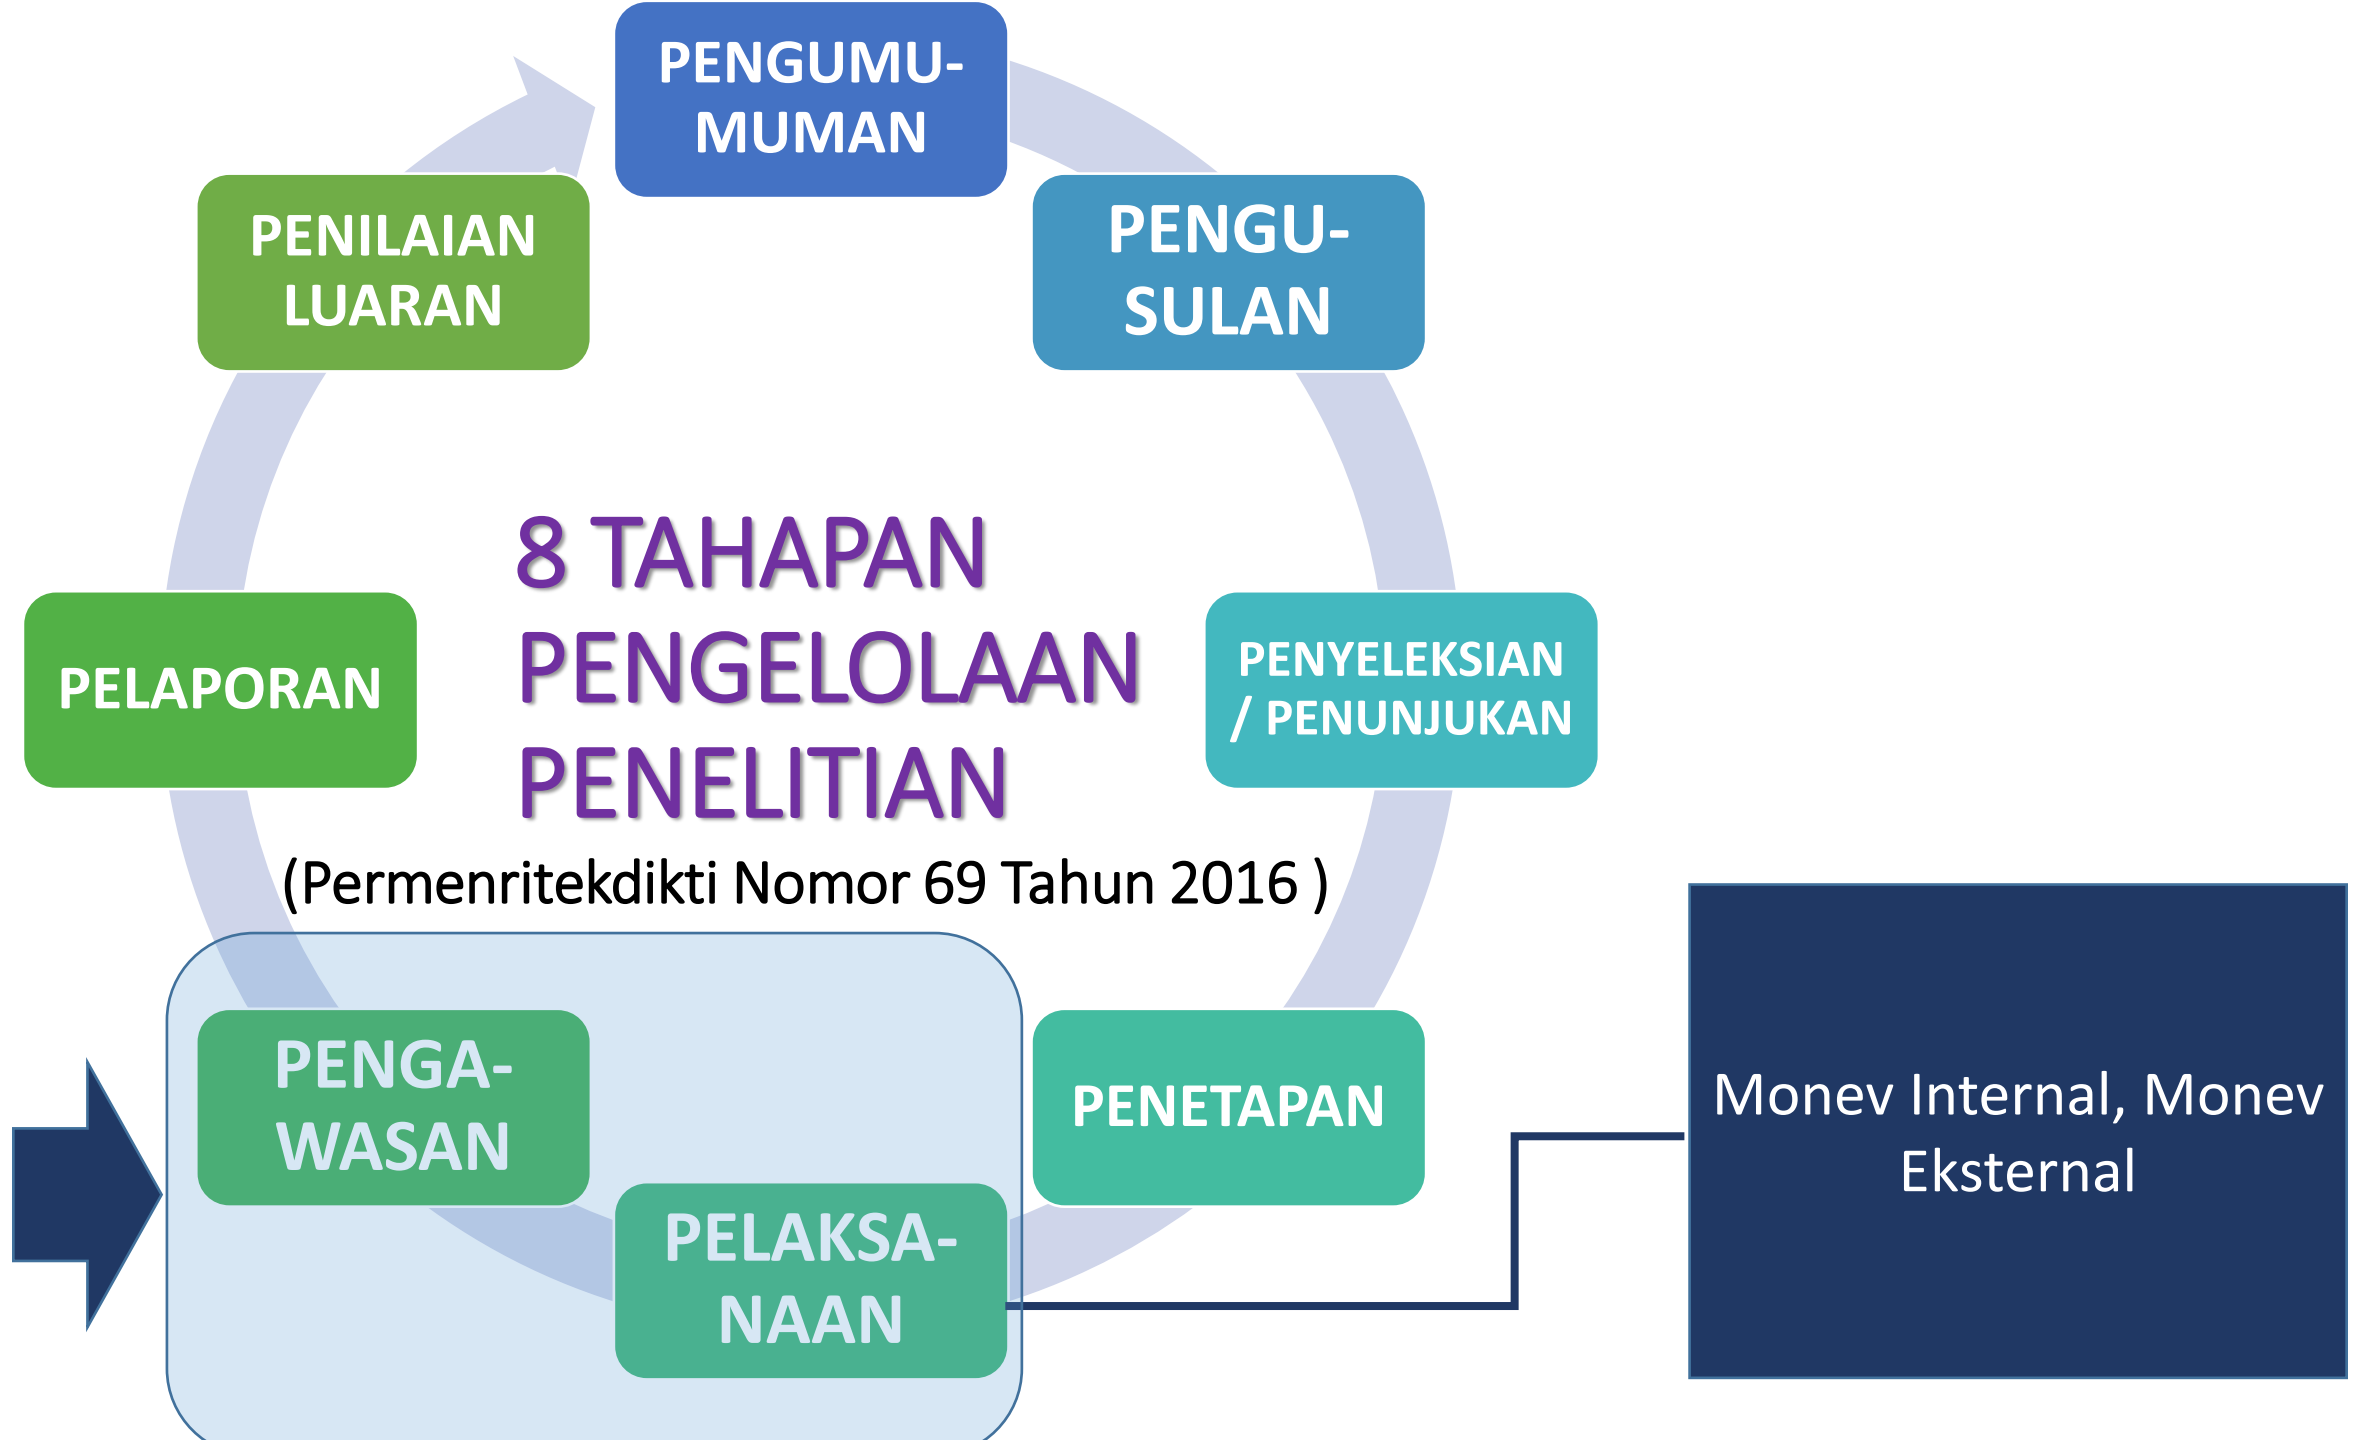 PENGUMU-
MUMAN
PENGU-
SULAN
PENYELEKSIAN
/ PENUNJUKAN
PENETAPAN
PELAKSA-
NAAN
PENGA-
WASAN
PELAPORAN
PENILAIAN
LUARAN
8 TAHAPAN
PENGELOLAAN
PENELITIAN
(Permenritekdikti Nomor 69 Tahun 2016 )
Monev Internal, Monev
Eksternal